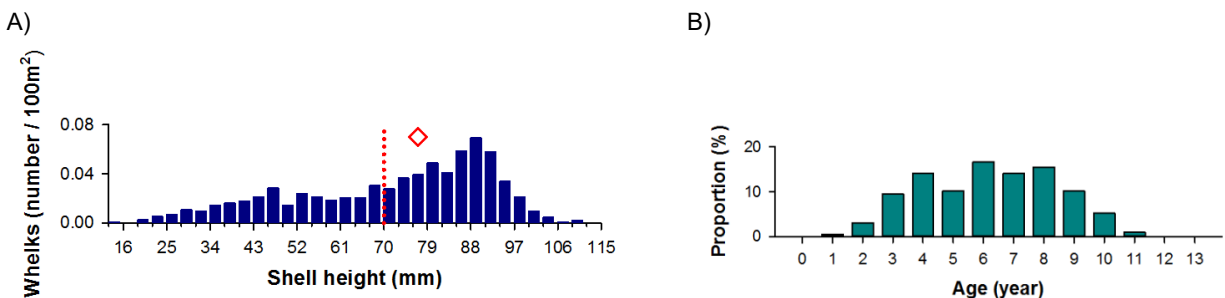 A)
Whelks (number / 100m²)
0.08
0.04
0.00
16 25 34 43 52 61 70 79 88 97 106 115
Shell height (mm)
B)
Proportion (%)
20
10
0
0 1 2 3 4 5 6 7 8 9 10 11 12 13
Age (year)